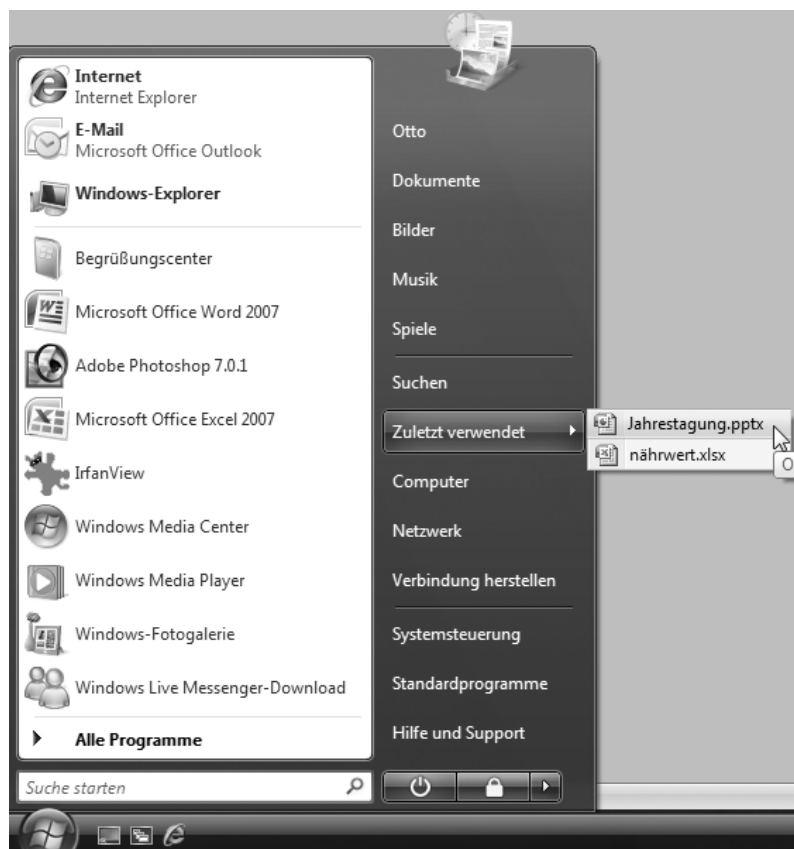 Internet
Internet Explorer
E-Mail
Microsoft Office Outlook
Windows-Explorer
Begrüßungscenter
Microsoft Office Word 2007
Adobe Photoshop 7.0.1
Microsoft Office Excel 2007
IrfanView
Windows Media Center
Windows Media Player
Windows-Fotogalerie
Windows Live Messenger-Download
Alle Programme
Suche starten
Otto
Dokumente
Bilder
Musik
Spiele
Suchen
Zuletzt verwendet
Computer
Netzwerk
Verbindung herstellen
Systemsteuerung
Standardprogramme
Hilfe und Support
Jahrestagung.pptx
nährwert.xlsx